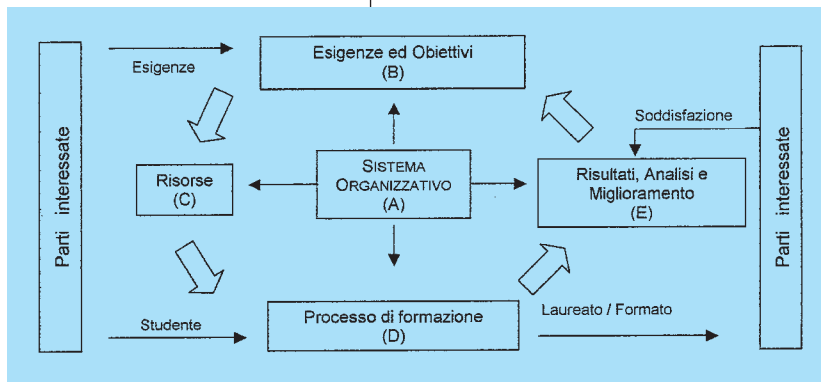 Parti interessate
Esigenze
Esigenze ed Obiettivi
(B)
Soddisfazione
Risorse
(C)
SISTEMA
ORGANIZZATIVO
(A)
Risultati, Analisi e
Miglioramento
(E)
Studente
Processo di formazione
(D)
Laureato / Formato
Parti interessate